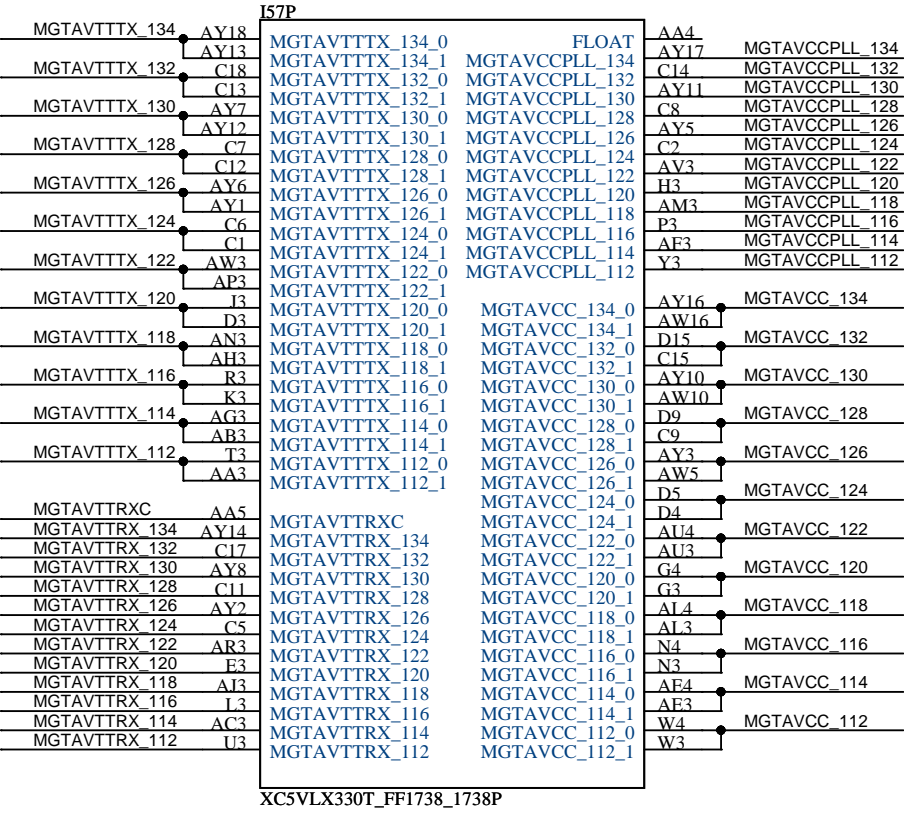 I57P
MGTAVTTTX_134
MGTAVTTTX_132
MGTAVTTTX_130
MGTAVTTTX_128
MGTAVTTTX_126
MGTAVTTTX_124
MGTAVTTTX_122
MGTAVTTTX_120
MGTAVTTTX_118
MGTAVTTTX_116
MGTAVTTTX_114
MGTAVTTTX_112
MGTAVTTRXC
MGTAVTTRX_134
MGTAVTTRX_132
MGTAVTTRX_130
MGTAVTTRX_128
MGTAVTTRX_126
MGTAVTTRX_124
MGTAVTTRX_122
MGTAVTTRX_120
MGTAVTTRX_118
MGTAVTTRX_116
MGTAVTTRX_114
MGTAVTTRX_112
AY18
AY13
C18
C13
AY7
AY12
C7
C12
AY6
AY1
C6
C1
AW3
AP3
J3
D3
AN3
AH3
R3
K3
AG3
AB3
T3
AA3
AA5
AY14
C17
AY8
C11
AY2
C5
AR3
E3
AJ3
L3
AC3
U3
MGTAVTTTX_134_0
MGTAVTTTX_134_1
MGTAVTTTX_132_0
MGTAVTTTX_132_1
MGTAVTTTX_130_0
MGTAVTTTX_130_1
MGTAVTTTX_128_0
MGTAVTTTX_128_1
MGTAVTTTX_126_0
MGTAVTTTX_126_1
MGTAVTTTX_124_0
MGTAVTTTX_124_1
MGTAVTTTX_122_0
MGTAVTTTX_122_1
MGTAVTTTX_120_0
MGTAVTTTX_120_1
MGTAVTTTX_118_0
MGTAVTTTX_118_1
MGTAVTTTX_116_0
MGTAVTTTX_116_1
MGTAVTTTX_114_0
MGTAVTTTX_114_1
MGTAVTTTX_112_0
MGTAVTTTX_112_1
MGTAVTTRXC
MGTAVTTRX_134
MGTAVTTRX_132
MGTAVTTRX_130
MGTAVTTRX_128
MGTAVTTRX_126
MGTAVTTRX_124
MGTAVTTRX_122
MGTAVTTRX_120
MGTAVTTRX_118
MGTAVTTRX_116
MGTAVTTRX_114
MGTAVTTRX_112
FLOAT
MGTAVCCPLL_134
MGTAVCCPLL_132
MGTAVCCPLL_130
MGTAVCCPLL_128
MGTAVCCPLL_126
MGTAVCCPLL_124
MGTAVCCPLL_122
MGTAVCCPLL_120
MGTAVCCPLL_118
MGTAVCCPLL_116
MGTAVCCPLL_114
MGTAVCCPLL_112
MGTAVCC_134_0
MGTAVCC_134_1
MGTAVCC_132_0
MGTAVCC_132_1
MGTAVCC_130_0
MGTAVCC_130_1
MGTAVCC_128_0
MGTAVCC_128_1
MGTAVCC_126_0
MGTAVCC_126_1
MGTAVCC_124_0
MGTAVCC_124_1
MGTAVCC_122_0
MGTAVCC_122_1
MGTAVCC_120_0
MGTAVCC_120_1
MGTAVCC_118_0
MGTAVCC_118_1
MGTAVCC_116_0
MGTAVCC_116_1
MGTAVCC_114_0
MGTAVCC_114_1
MGTAVCC_112_0
MGTAVCC_112_1
AA4
AY17
C14
AY11
C8
AY5
C2
AV3
H3
AM3
P3
AF3
Y3
AY16
AW16
D15
C15
AY10
AW10
D9
C9
AY3
AW5
D5
D4
AU4
AU3
G4
G3
AL4
AL3
N4
N3
AE4
AE3
W4
W3
MGTAVCCPLL_134
MGTAVCCPLL_132
MGTAVCCPLL_130
MGTAVCCPLL_128
MGTAVCCPLL_126
MGTAVCCPLL_124
MGTAVCCPLL_122
MGTAVCCPLL_120
MGTAVCCPLL_118
MGTAVCCPLL_116
MGTAVCCPLL_114
MGTAVCCPLL_112
MGTAVCC_134
MGTAVCC_132
MGTAVCC_130
MGTAVCC_128
MGTAVCC_126
MGTAVCC_124
MGTAVCC_122
MGTAVCC_120
MGTAVCC_118
MGTAVCC_116
MGTAVCC_114
MGTAVCC_112
XC5VLX330T_FF1738_1738P